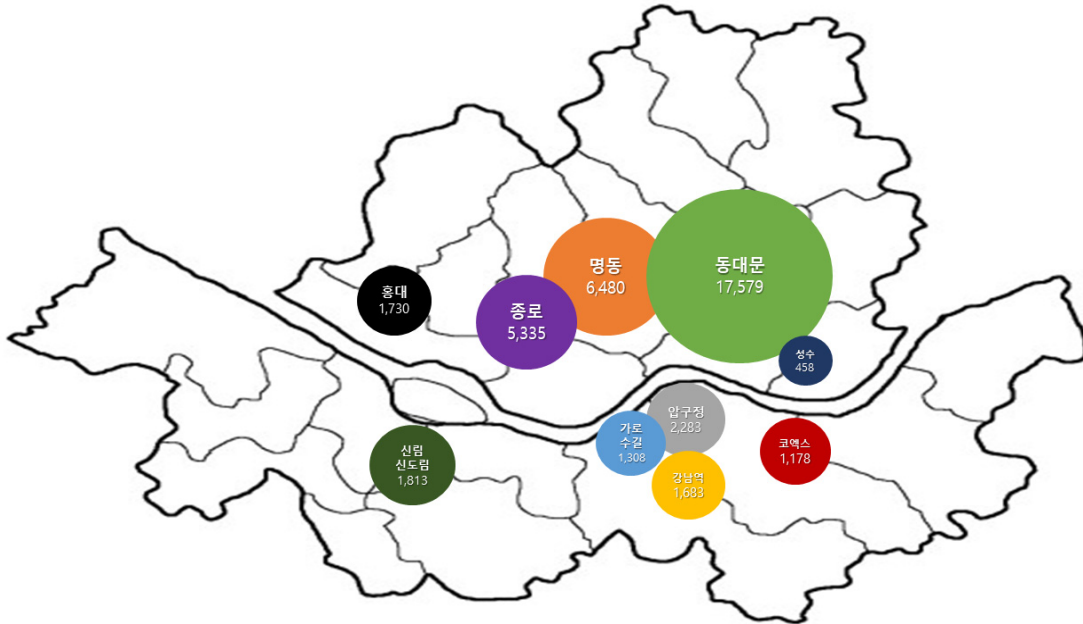 동대문
17,579
명동
6,480
홍대
1,730
종로
5,335
성수
458
압구정
2,283
가로
수길
1,308
코엑스
1,178
신림
신도림
1,813
강남역
1,683